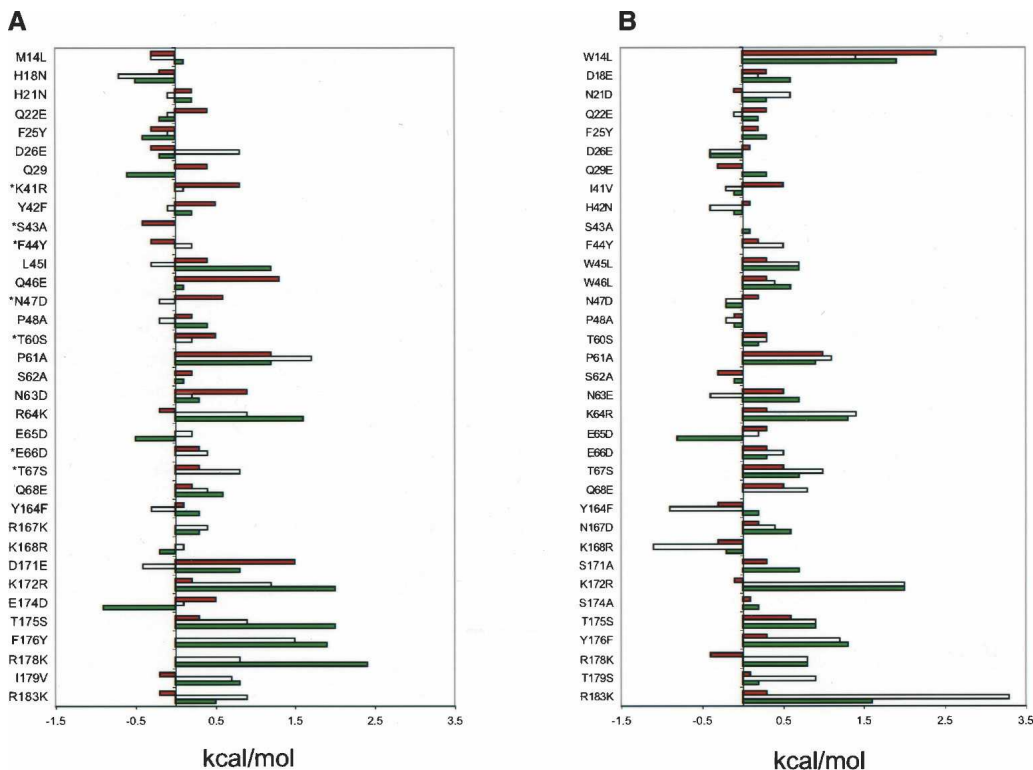 A
M14L
H18N
H21N
Q22E
F25Y
D26E
Q29
*K41R
Y42F
*S43A
*F44Y
L45I
Q46E
*N47D
P48A
*T60S
P61A
S62A
N63D
R64K
E65D
*E66D
*T67S
Q68E
Y164F
R167K
K168R
D171E
K172R
E174D
T175S
F176Y
R178K
I179V
R183K
-1.5 -0.5 0.5 1.5 2.5 3.5
kcal/mol
B
W14L
D18E
N21D
Q22E
F25Y
D26E
Q29E
I41V
H42N
S43A
F44Y
W45L
W46L
N47D
P48A
T60S
P61A
S62A
N63E
K64R
E65D
E66D
T67S
Q68E
Y164F
N167D
K168R
S171A
K172R
S174A
T175S
Y176F
R178K
T179S
R183K
-1.5 -0.5 0.5 1.5 2.5 3.5
kcal/mol